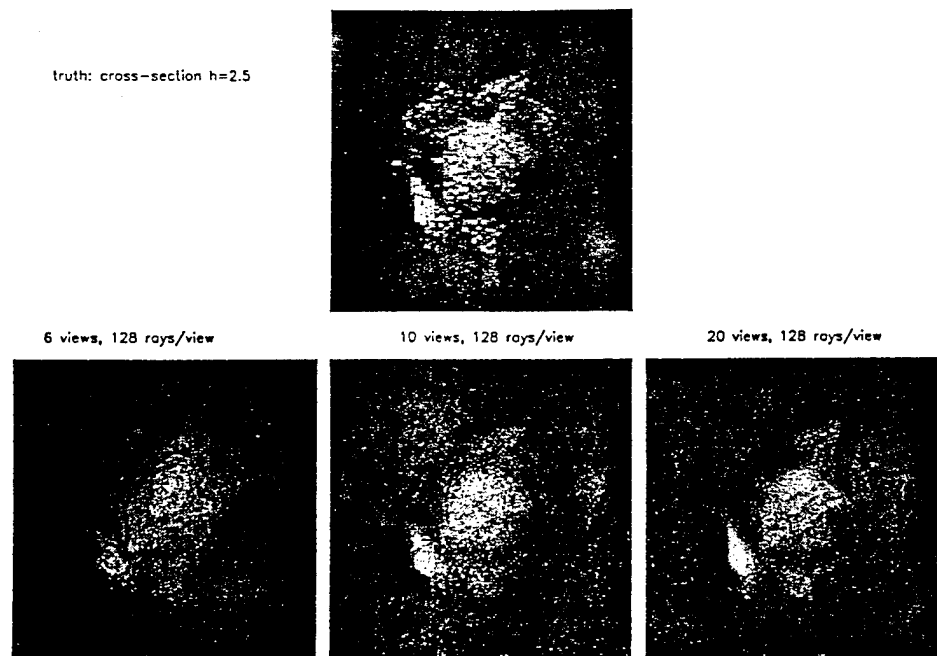 truth: cross-section h=2.5
6 views, 128 rays/view
10 views, 128 rays/view
20 views, 128 rays/view